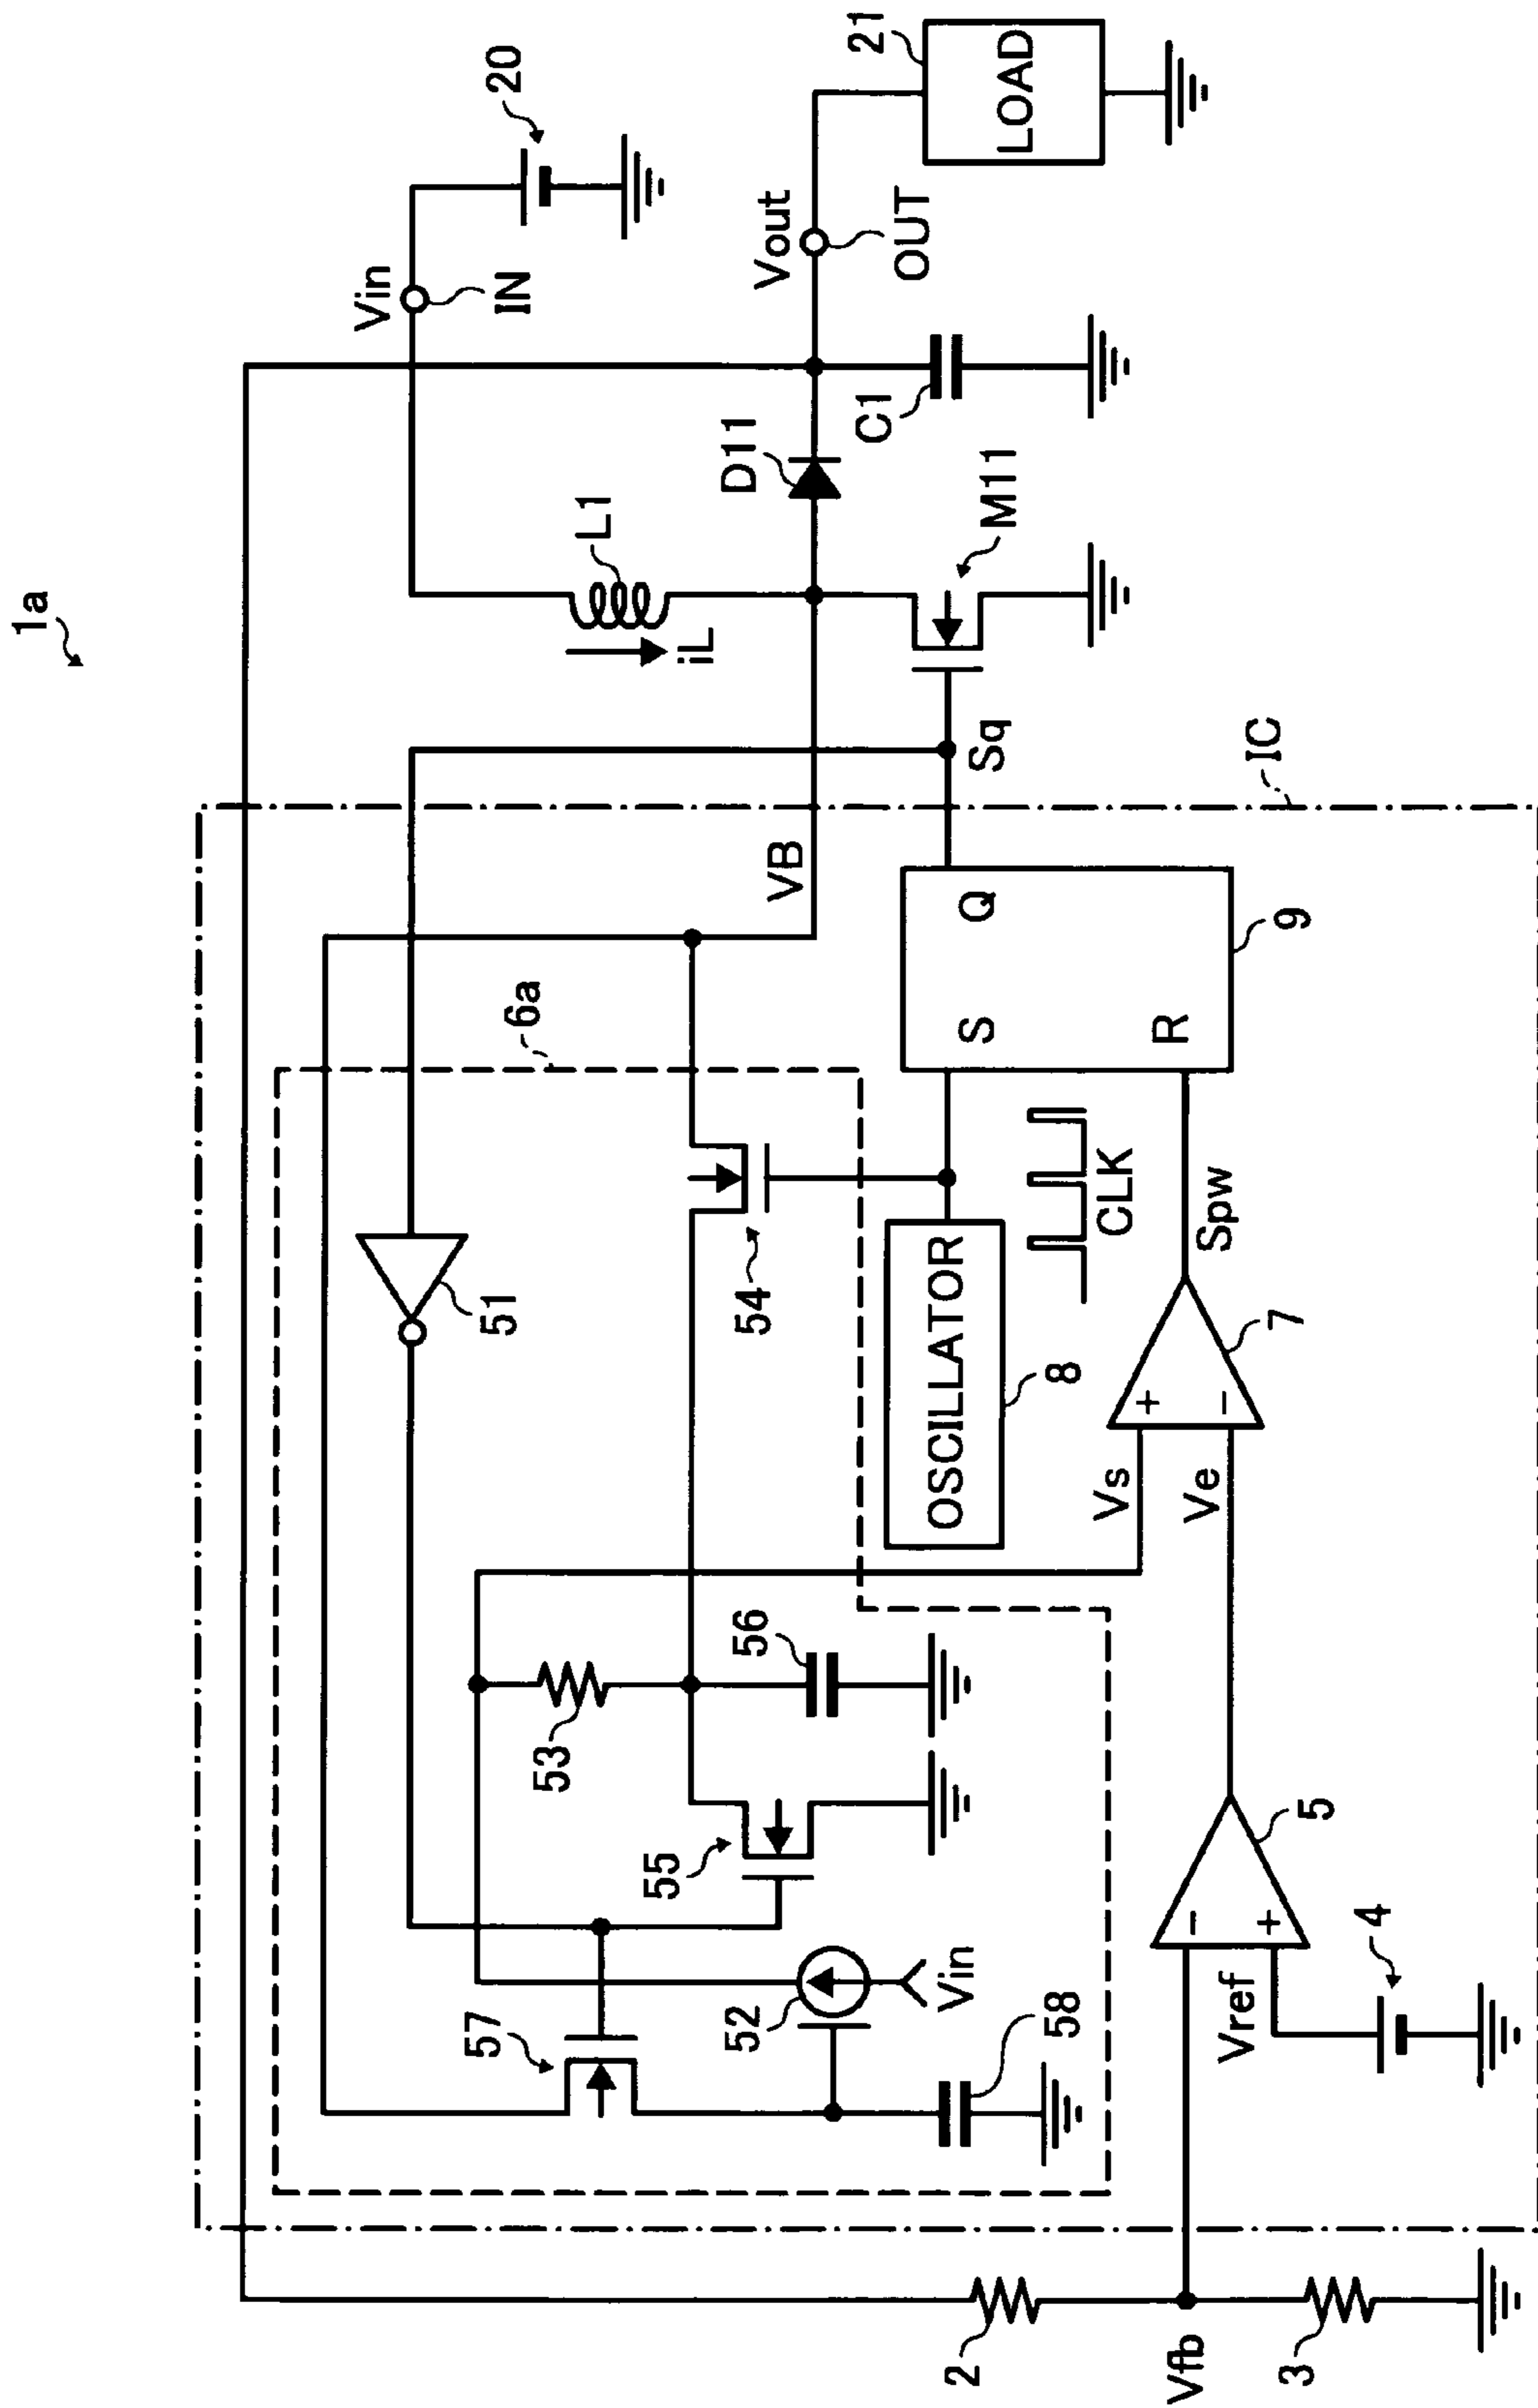 1a
20
Vin
IN
21
LOAD
Vout
OUT
L1
iL
D11
C1
M11
Sq
IC
VB
6a
51
54
S
Q
R
9
OSCILLATOR
8
CLK
Spw
7
+
−
Vs
Ve
53
56
55
57
52
Vin
58
5
−
+
Vref
4
2
Vfb
3